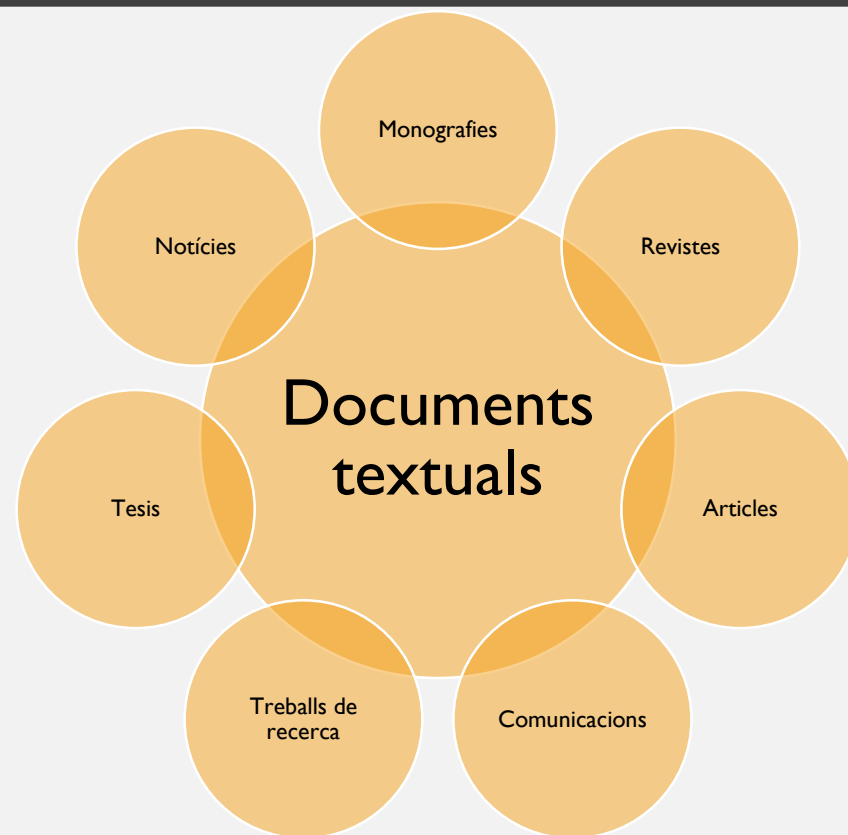 Monografies
Notícies
Revistes
Documents
textuals
Tesis
Articles
Treballs de
recerca
Comunicacions